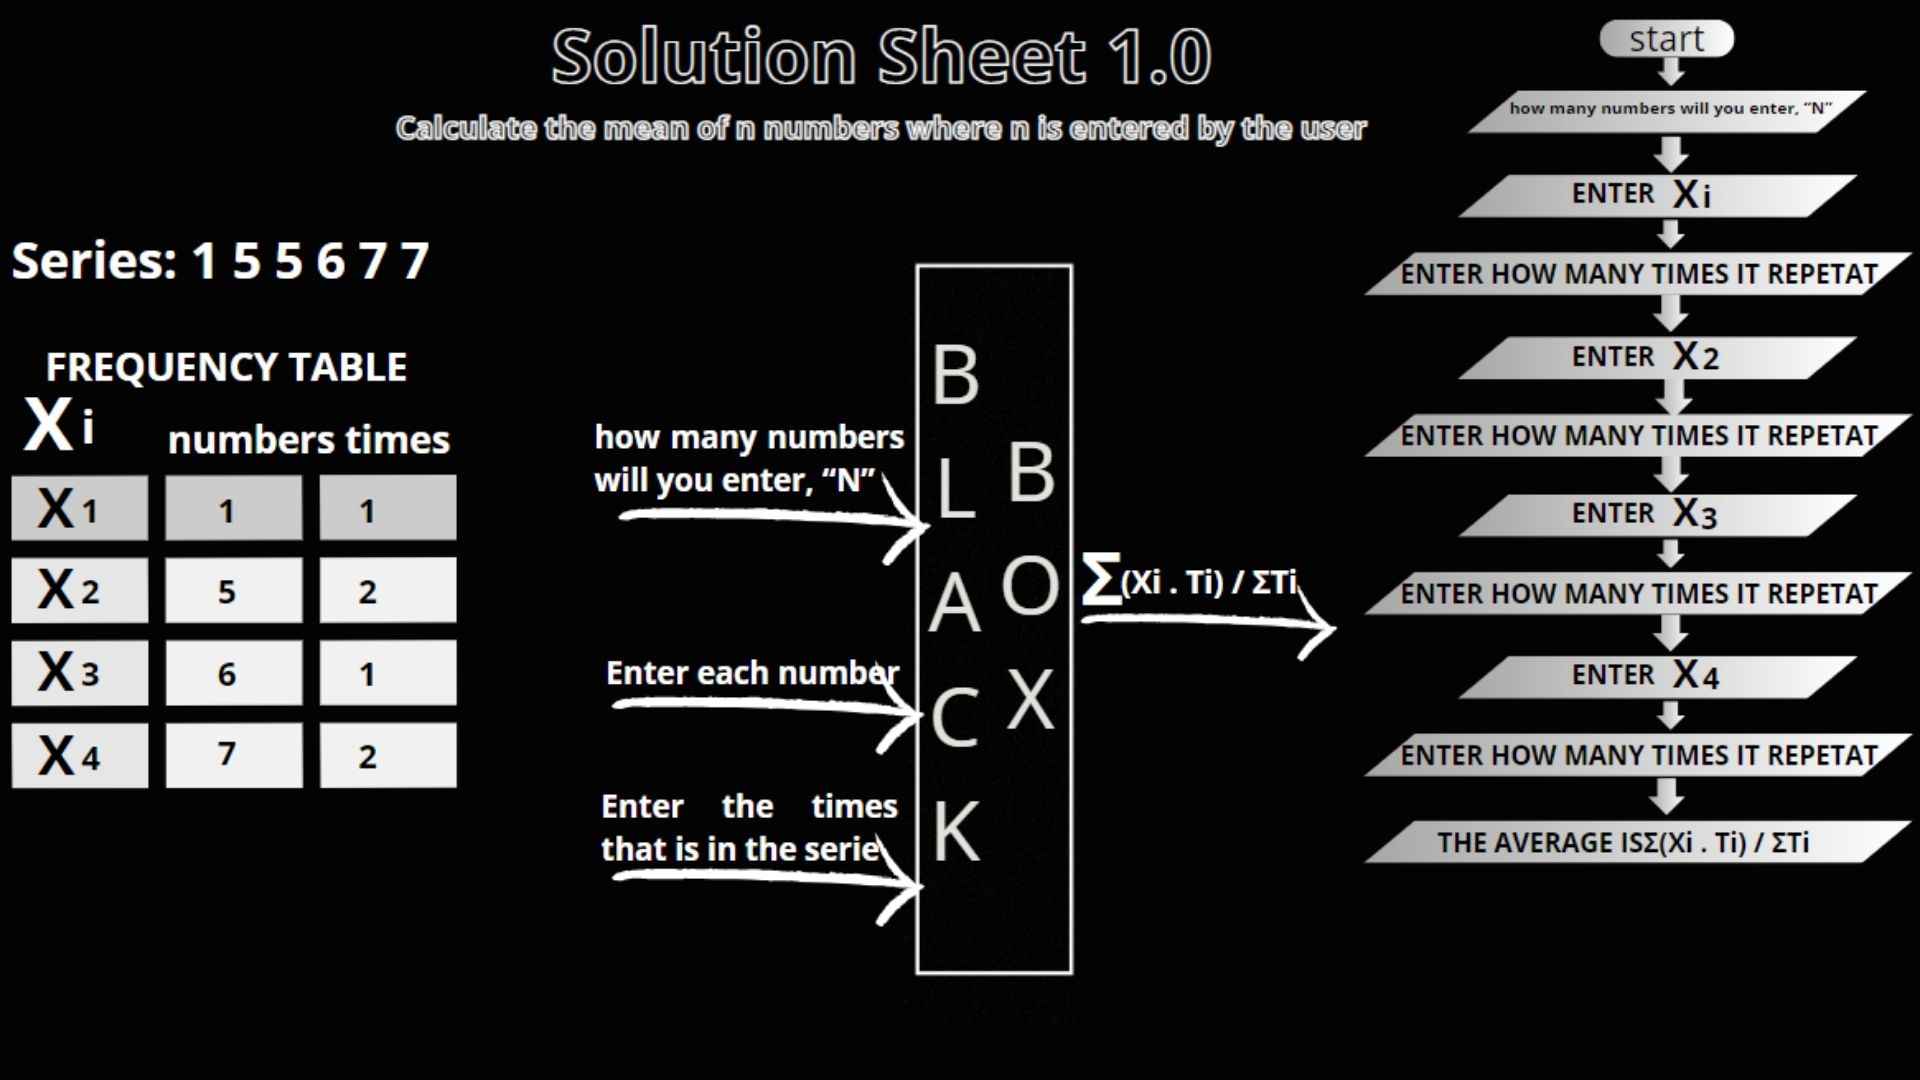 Solution Sheet 1.0
Calculate the mean of n numbers where n is entered by the user
Series: 1 5 5 6 7 7
FREQUENCY TABLE
Xi numbers times
X1 1 1
X2 5 2
X3 6 1
X4 7 2
how many numbers
will you enter, “N”
Enter each number
Enter the times
that is in the serie
BLACK
BOX
Σ(Xi . Ti) / ΣTi
start
how many numbers will you enter, “N”
ENTER Xi
ENTER HOW MANY TIMES IT REPETAT
ENTER X2
ENTER HOW MANY TIMES IT REPETAT
ENTER X3
ENTER HOW MANY TIMES IT REPETAT
ENTER X4
ENTER HOW MANY TIMES IT REPETAT
THE AVERAGE ISΣ(Xi . Ti) / ΣTi